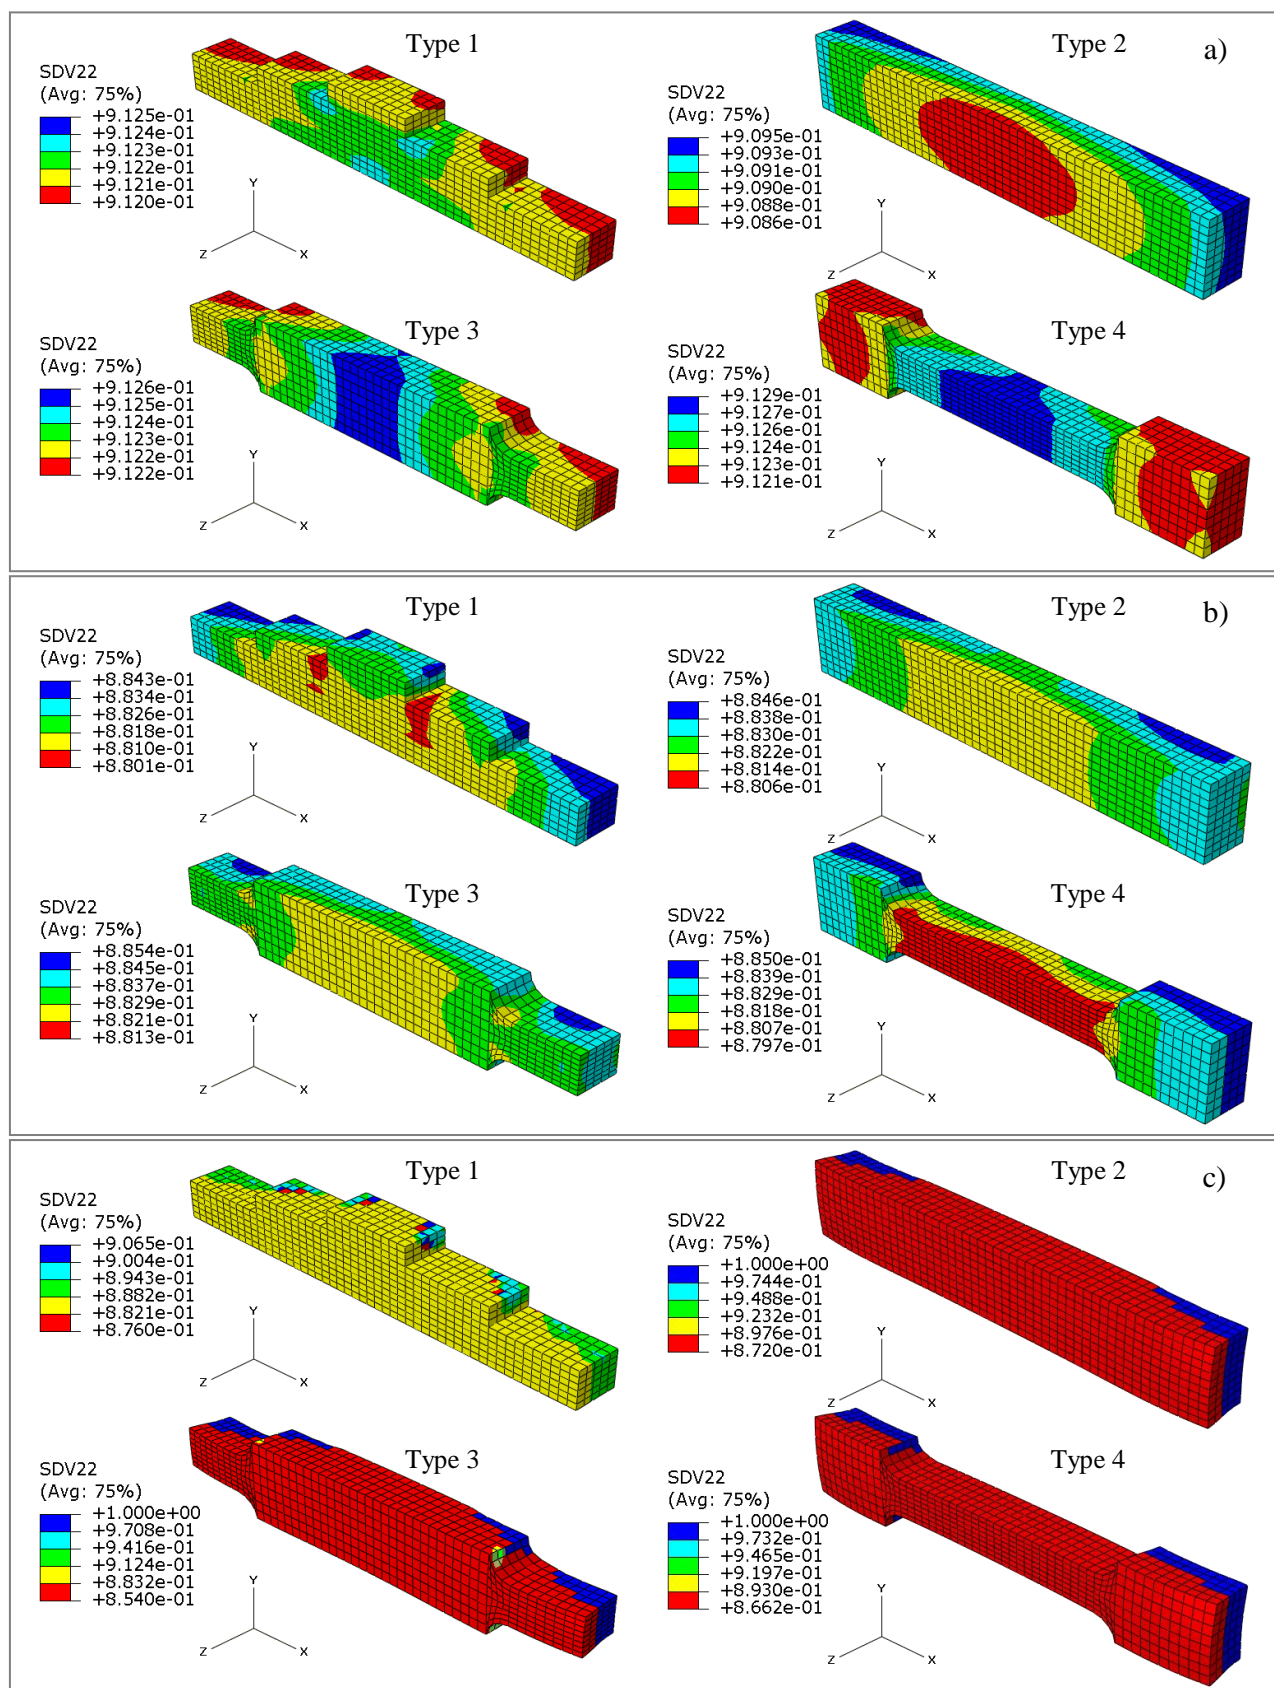 Type 1
SDV22
(Avg: 75%)
+9.125e-01
+9.124e-01
+9.123e-01
+9.122e-01
+9.121e-01
+9.120e-01
Y
Z
X
Type 2
a)
SDV22
(Avg: 75%)
+9.095e-01
+9.093e-01
+9.091e-01
+9.090e-01
+9.088e-01
+9.086e-01
Y
Z
X
Type 3
SDV22
(Avg: 75%)
+9.126e-01
+9.125e-01
+9.124e-01
+9.123e-01
+9.122e-01
+9.122e-01
Y
Z
X
Type 4
SDV22
(Avg: 75%)
+9.129e-01
+9.127e-01
+9.126e-01
+9.124e-01
+9.123e-01
+9.121e-01
Y
Z
X
Type 1
SDV22
(Avg: 75%)
+8.843e-01
+8.834e-01
+8.826e-01
+8.818e-01
+8.810e-01
+8.801e-01
Y
Z
X
Type 2
b)
SDV22
(Avg: 75%)
+8.846e-01
+8.838e-01
+8.830e-01
+8.822e-01
+8.814e-01
+8.806e-01
Y
Z
X
Type 3
SDV22
(Avg: 75%)
+8.854e-01
+8.845e-01
+8.837e-01
+8.829e-01
+8.821e-01
+8.813e-01
Y
Z
X
Type 4
SDV22
(Avg: 75%)
+8.850e-01
+8.839e-01
+8.829e-01
+8.818e-01
+8.807e-01
+8.797e-01
Y
Z
X
Type 1
SDV22
(Avg: 75%)
+9.065e-01
+9.004e-01
+8.943e-01
+8.882e-01
+8.821e-01
+8.760e-01
Y
Z
X
Type 2
c)
SDV22
(Avg: 75%)
+1.000e+00
+9.744e-01
+9.488e-01
+9.232e-01
+8.976e-01
+8.720e-01
Y
Z
X
Type 3
SDV22
(Avg: 75%)
+1.000e+00
+9.708e-01
+9.416e-01
+9.124e-01
+8.832e-01
+8.540e-01
Y
Z
X
Type 4
SDV22
(Avg: 75%)
+1.000e+00
+9.732e-01
+9.465e-01
+9.197e-01
+8.930e-01
+8.662e-01
Y
Z
X